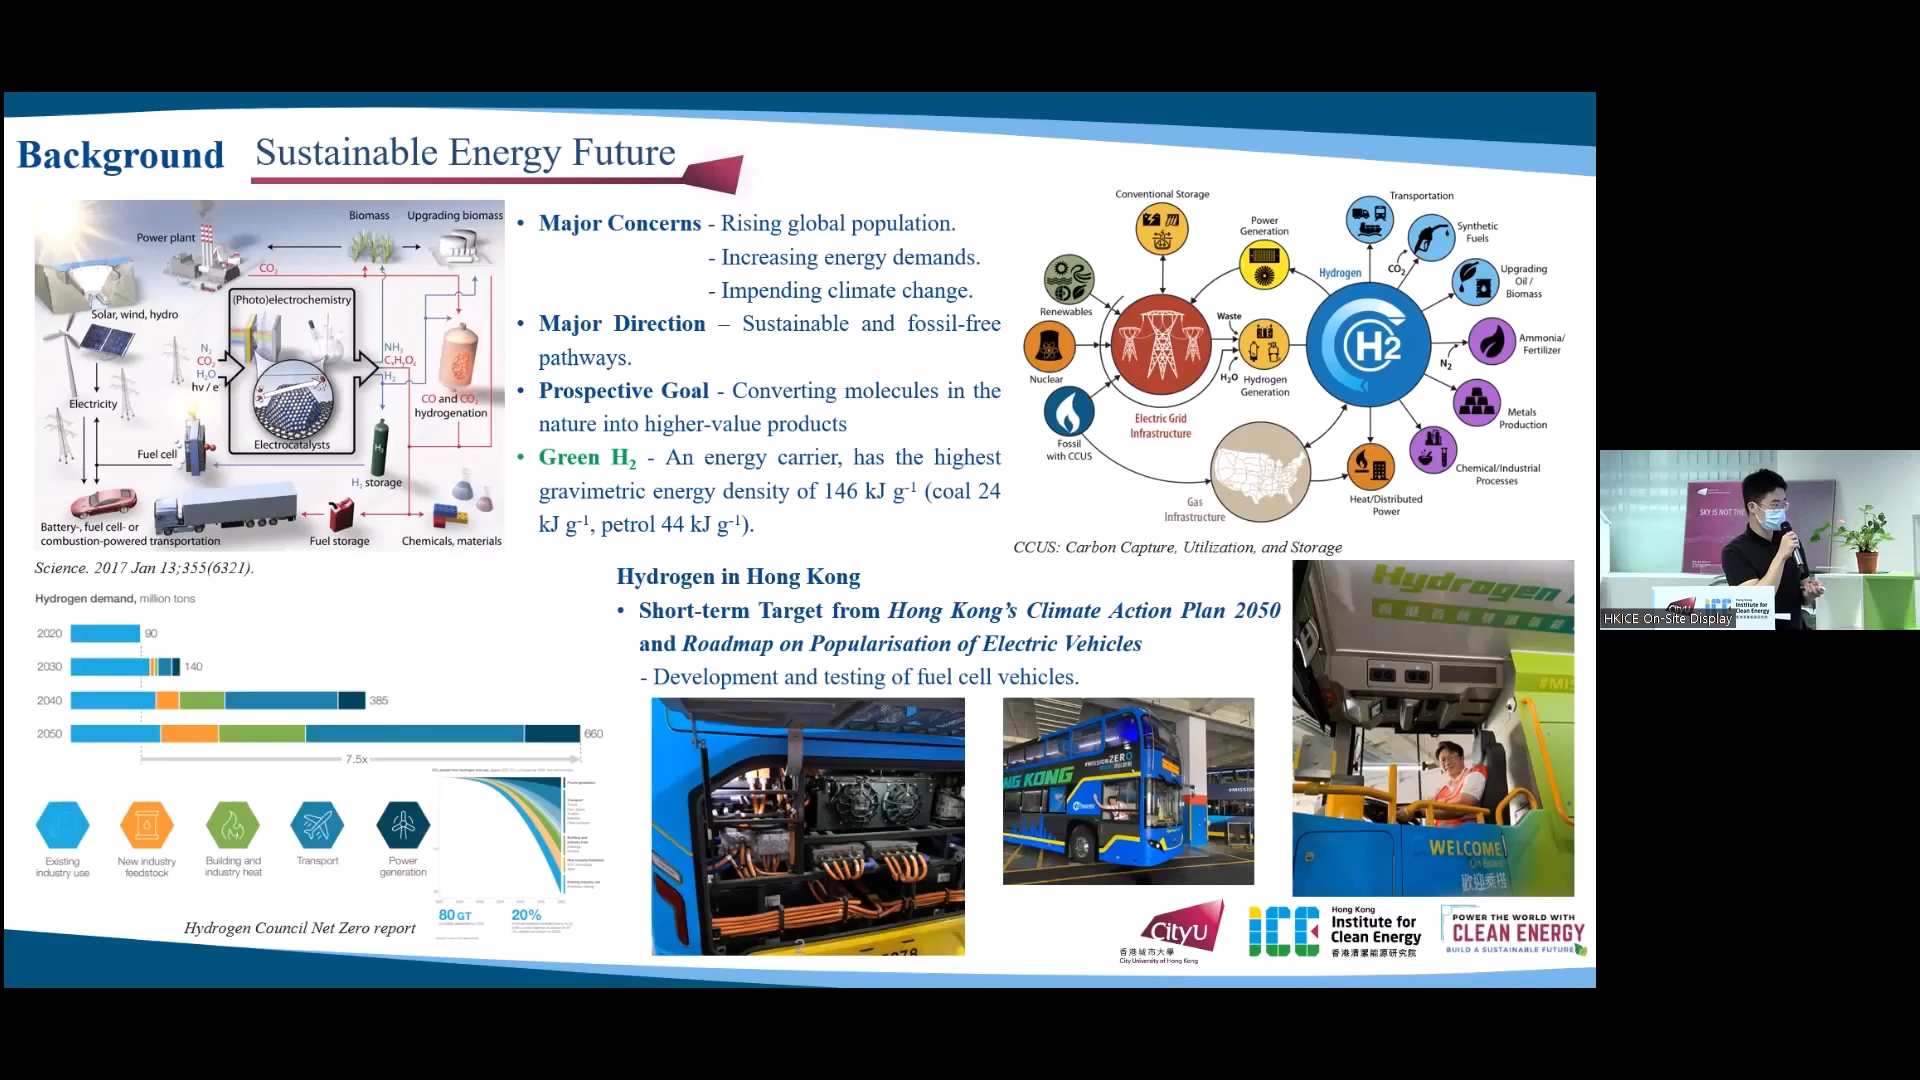 Background Sustainable Energy Future
Biomass
Upgrading biomass
Power plant
CO2
(Photo)electrochemistry
Solar, wind, hydro
N2
CO2
H2O
hv / e-
NH3
CxHyOz
H2
CO and CO2
hydrogenation
Electricity
Electrocatalysts
Fuel cell
H2
H2 storage
Battery-, fuel cell- or
combustion-powered transportation
Fuel storage
Chemicals, materials
Science. 2017 Jan 13;355(6321).
• Major Concerns - Rising global population.
- Increasing energy demands.
- Impending climate change.
• Major Direction – Sustainable and fossil-free
pathways.
• Prospective Goal - Converting molecules in the
nature into higher-value products
• Green H2 - An energy carrier, has the highest
gravimetric energy density of 146 kJ g-1 (coal 24
kJ g-1, petrol 44 kJ g-1).
Conventional Storage
Transportation
Power
Generation
Synthetic
Fuels
Hydrogen
CO2
Upgrading
Oil /
Biomass
Renewables
Waste
H2
Ammonia/
Fertilizer
N2
Nuclear
H2O
Hydrogen
Generation
Metals
Production
Electric Grid
Infrastructure
Fossil
with CCUS
Chemical/Industrial
Processes
Gas
Infrastructure
Heat/Distributed
Power
CCUS: Carbon Capture, Utilization, and Storage
Hydrogen demand, million tons
2020 90
2030 140
2040 385
2050 660
7.5x
Existing
industry use
New industry
feedstock
Building and
industry heat
Transport
Power
generation
80 GT
20%
Hydrogen Council Net Zero report
Hydrogen in Hong Kong
• Short-term Target from Hong Kong’s Climate Action Plan 2050
and Roadmap on Popularisation of Electric Vehicles
- Development and testing of fuel cell vehicles.
NG KONG
#MISSIONZERO
Hydrogen
WELCOME
On Board
歡迎乘搭
2
CityU
香港城市大學
City University of Hong Kong
ICE
Hong Kong
Institute for
Clean Energy
香港清潔能源研究院
POWER THE WORLD WITH
CLEAN ENERGY
BUILD A SUSTAINABLE FUTURE
SKY IS NOT THE
CityU
Institute for
Clean Energy
HKICE On-Site Display